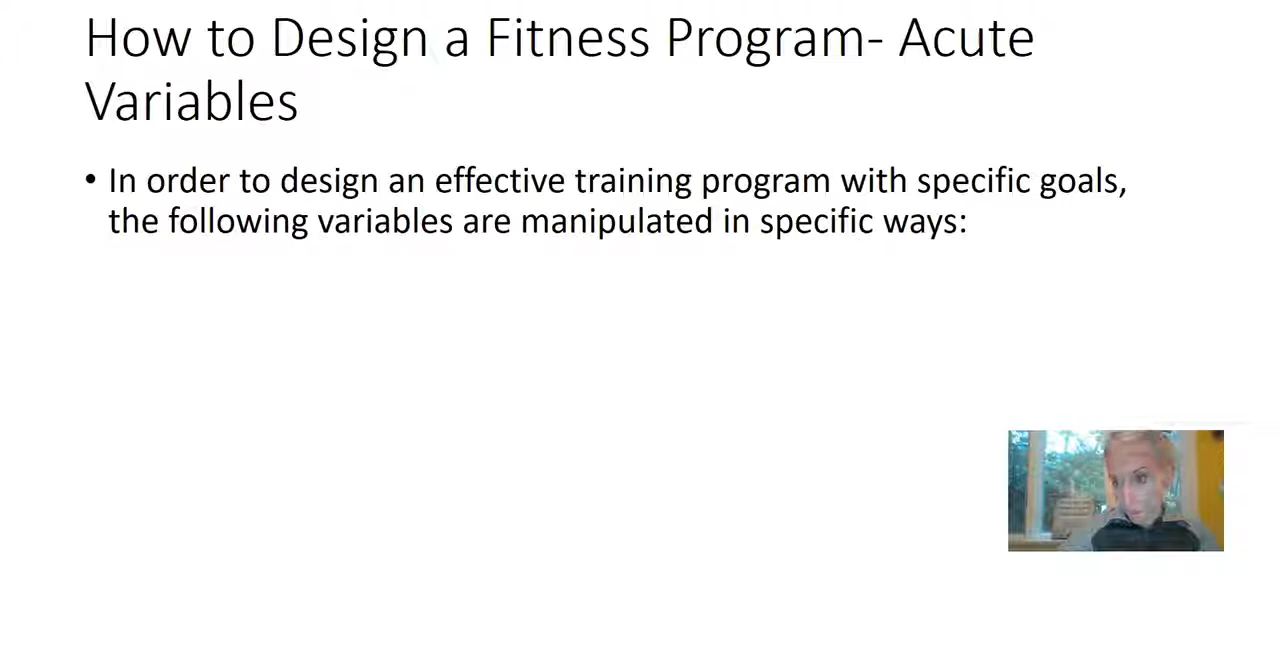 How to Design a Fitness Program- Acute
Variables
• In order to design an effective training program with specific goals,
the following variables are manipulated in specific ways: